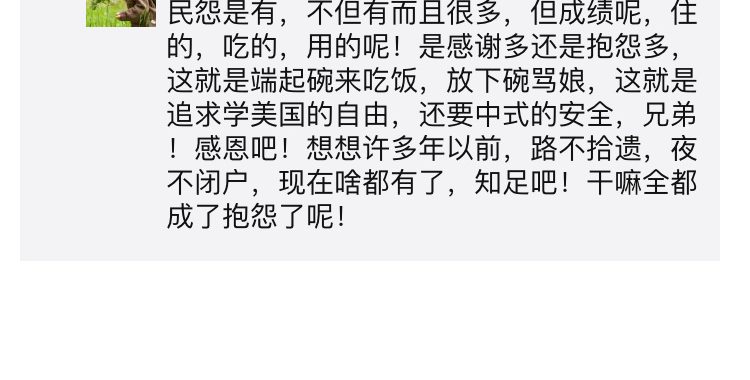 民怨是有，不但有而且很多，但成绩呢，住
的，吃的，用的呢！是感谢多还是抱怨多，
这就是端起碗来吃饭，放下碗骂娘，这就是
追求学美国的自由，还要中式的安全，兄弟
！感恩吧！想想许多年以前，路不拾遗，夜
不闭户，现在啥都有了，知足吧！干嘛全都
成了抱怨了呢！